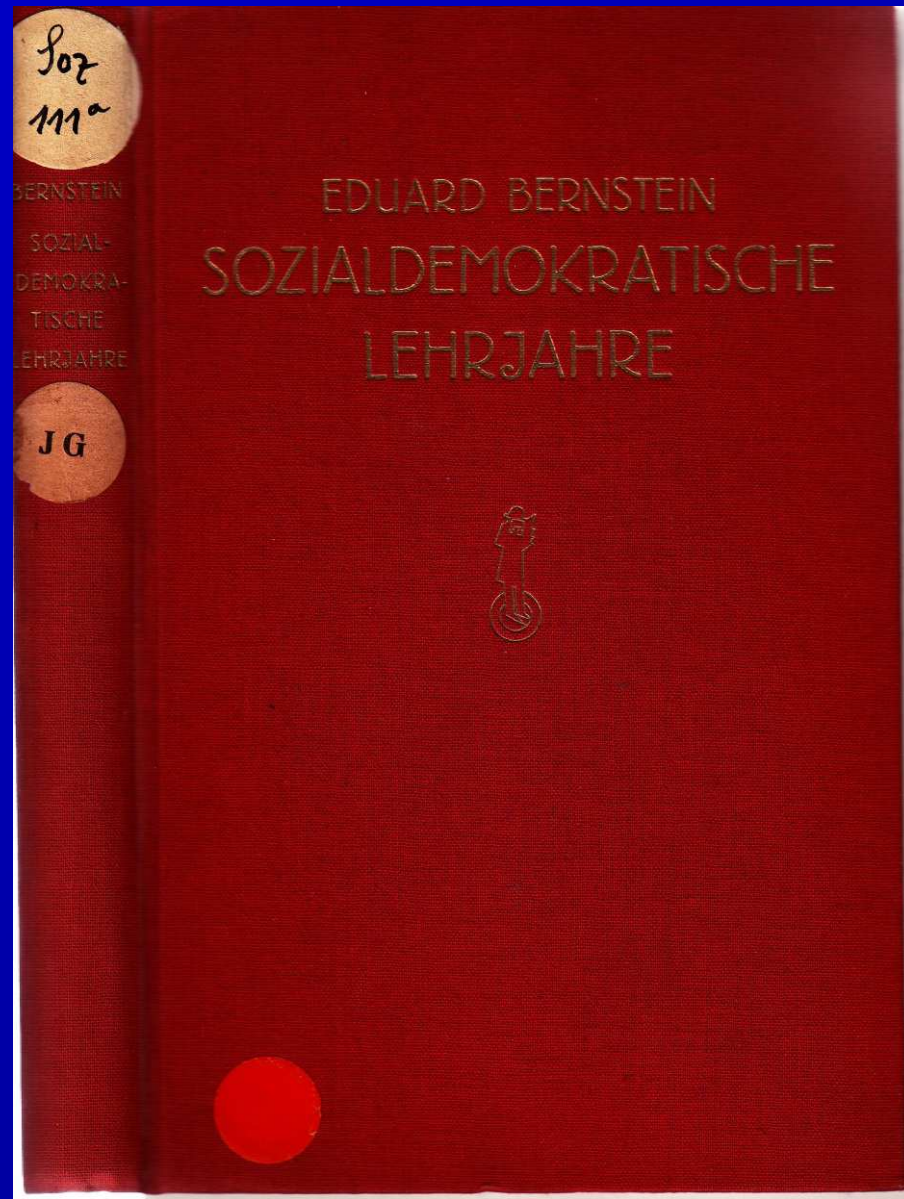 Soz
111a
BERNSTEIN
SOZIAL-
DEMOKRA-
TISCHE
LEHRJAHRE
JG
EDUARD BERNSTEIN
SOZIALDEMOKRATISCHE
LEHRJAHRE